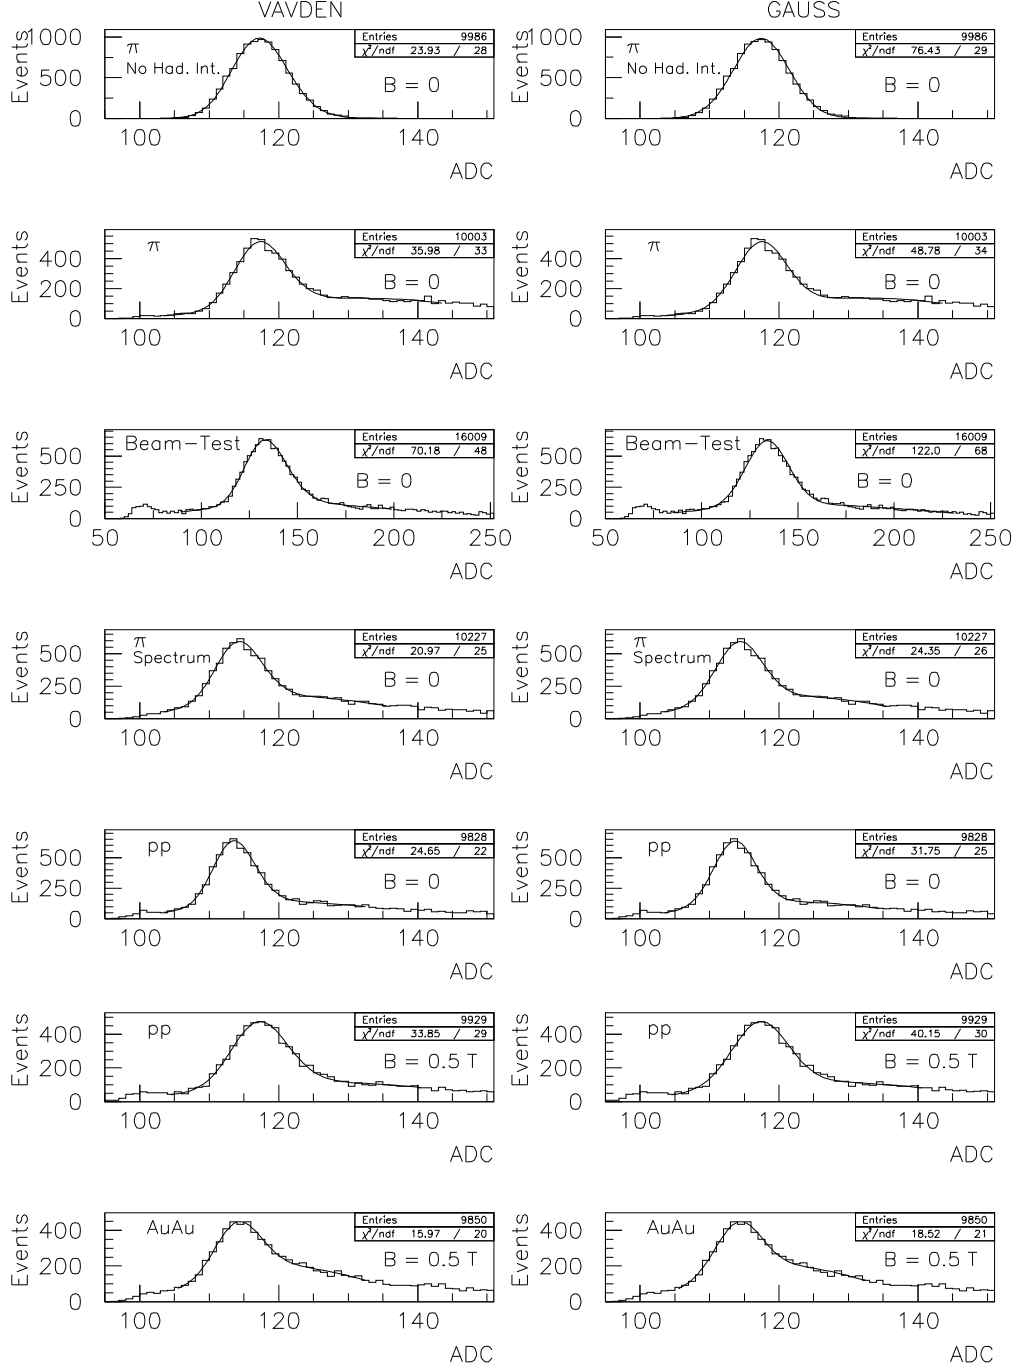 VAVDEN GAUSS
Events 1000 500 0
π
No Had. Int.
Entries 9986
χ²/ndf 23.93 / 28
B = 0
100 120 140
ADC
Events 1000 500 0
π
No Had. Int.
Entries 9986
χ²/ndf 76.43 / 29
B = 0
100 120 140
ADC
Events 400 200 0
π
Entries 10003
χ²/ndf 35.98 / 33
B = 0
100 120 140
ADC
Events 400 200 0
π
Entries 10003
χ²/ndf 48.78 / 34
B = 0
100 120 140
ADC
Events 500 250 0
Beam-Test
Entries 16009
χ²/ndf 70.18 / 48
B = 0
50 100 150 200 250
ADC
Events 500 250 0
Beam-Test
Entries 16009
χ²/ndf 122.0 / 68
B = 0
50 100 150 200 250
ADC
Events 500 250 0
π
Spectrum
Entries 10227
χ²/ndf 20.97 / 25
B = 0
100 120 140
ADC
Events 500 250 0
π
Spectrum
Entries 10227
χ²/ndf 24.35 / 26
B = 0
100 120 140
ADC
Events 500 250 0
pp
Entries 9828
χ²/ndf 24.65 / 22
B = 0
100 120 140
ADC
Events 500 250 0
pp
Entries 9828
χ²/ndf 31.75 / 25
B = 0
100 120 140
ADC
Events 400 200 0
pp
Entries 9929
χ²/ndf 33.85 / 29
B = 0.5 T
100 120 140
ADC
Events 400 200 0
pp
Entries 9929
χ²/ndf 40.15 / 30
B = 0.5 T
100 120 140
ADC
Events 400 200 0
AuAu
Entries 9850
χ²/ndf 15.97 / 20
B = 0.5 T
100 120 140
ADC
Events 400 200 0
AuAu
Entries 9850
χ²/ndf 18.52 / 21
B = 0.5 T
100 120 140
ADC